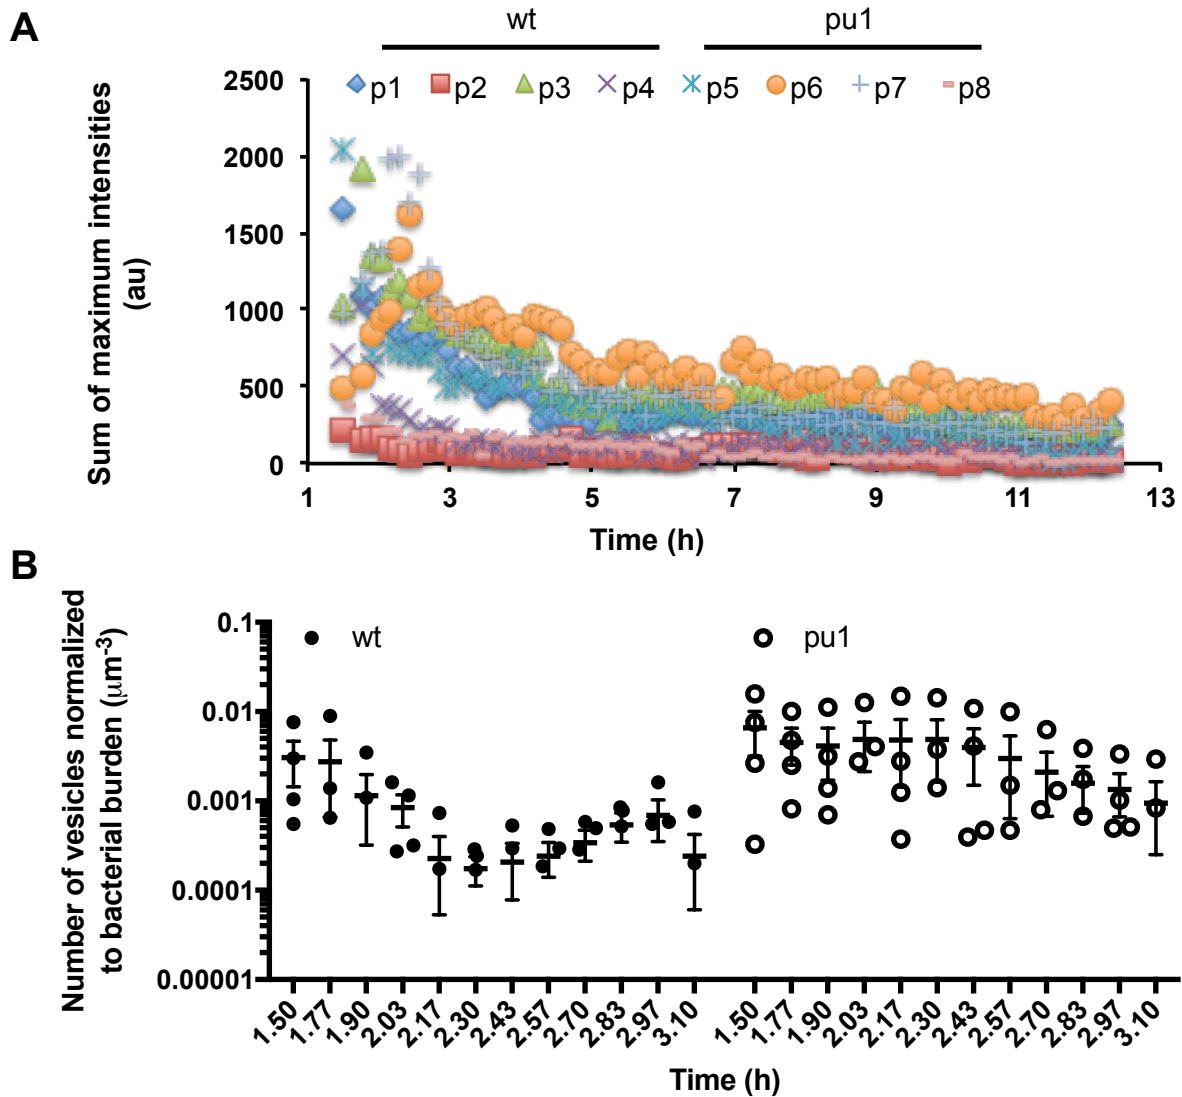 A
wt pu1
p1 p2 p3 p4 p5 p6 p7 p8
Sum of maximum intensities
(au)
2500
2000
1500
1000
500
0
1 3 5 7 9 11 13
Time (h)
B
Number of vesicles normalized
to bacterial burden (μm⁻³)
wt pu1
0.1
0.01
0.001
0.0001
0.00001
1.50 1.77 1.90 2.03 2.17 2.30 2.43 2.57 2.70 2.83 2.97 3.10 1.50 1.77 1.90 2.03 2.17 2.30 2.43 2.57 2.70 2.83 2.97 3.10
Time (h)